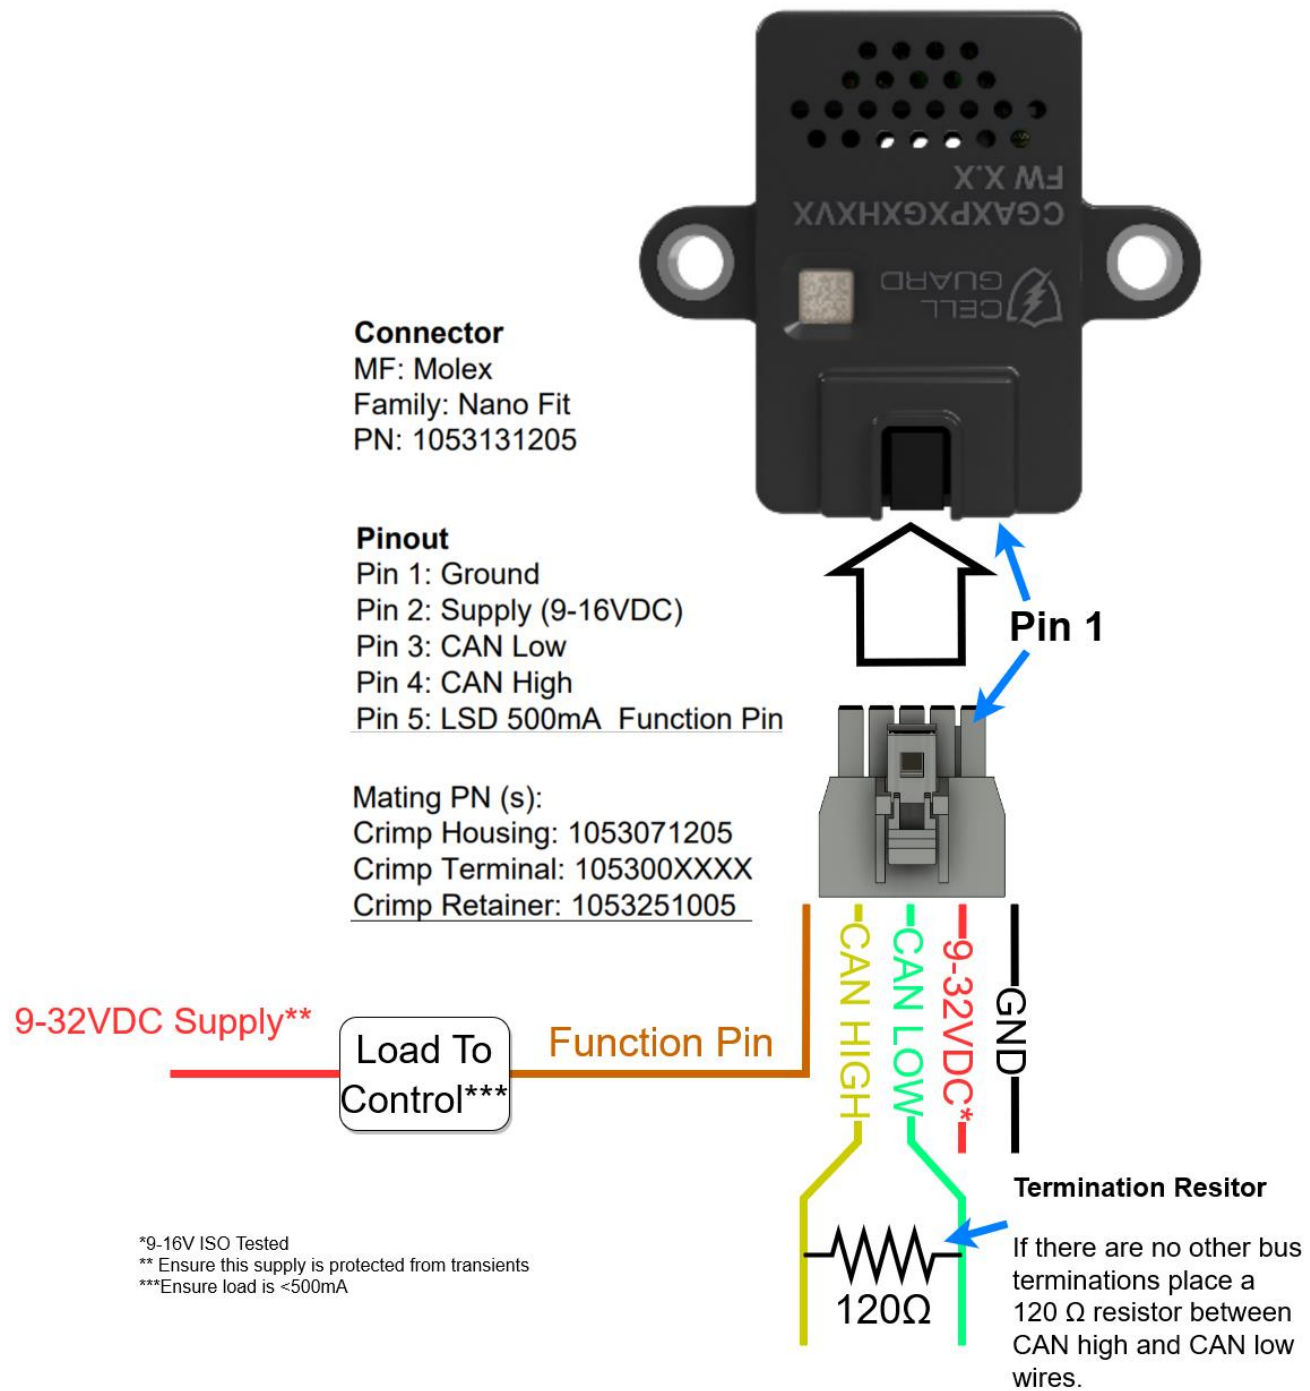 FW X.X
CGAXPXGXHXVX
CELL
GUARD
Connector
MF: Molex
Family: Nano Fit
PN: 1053131205
Pinout
Pin 1: Ground
Pin 2: Supply (9-16VDC)
Pin 3: CAN Low
Pin 4: CAN High
Pin 5: LSD 500mA Function Pin
Pin 1
Mating PN (s):
Crimp Housing: 1053071205
Crimp Terminal: 105300XXXX
Crimp Retainer: 1053251005
9-32VDC Supply**
Load To
Control***
Function Pin
CAN HIGH
CAN LOW
9-32VDC*
GND
Termination Resitor
If there are no other bus
terminations place a
120 Ω resistor between
CAN high and CAN low
wires.
120Ω
*9-16V ISO Tested
** Ensure this supply is protected from transients
***Ensure load is <500mA